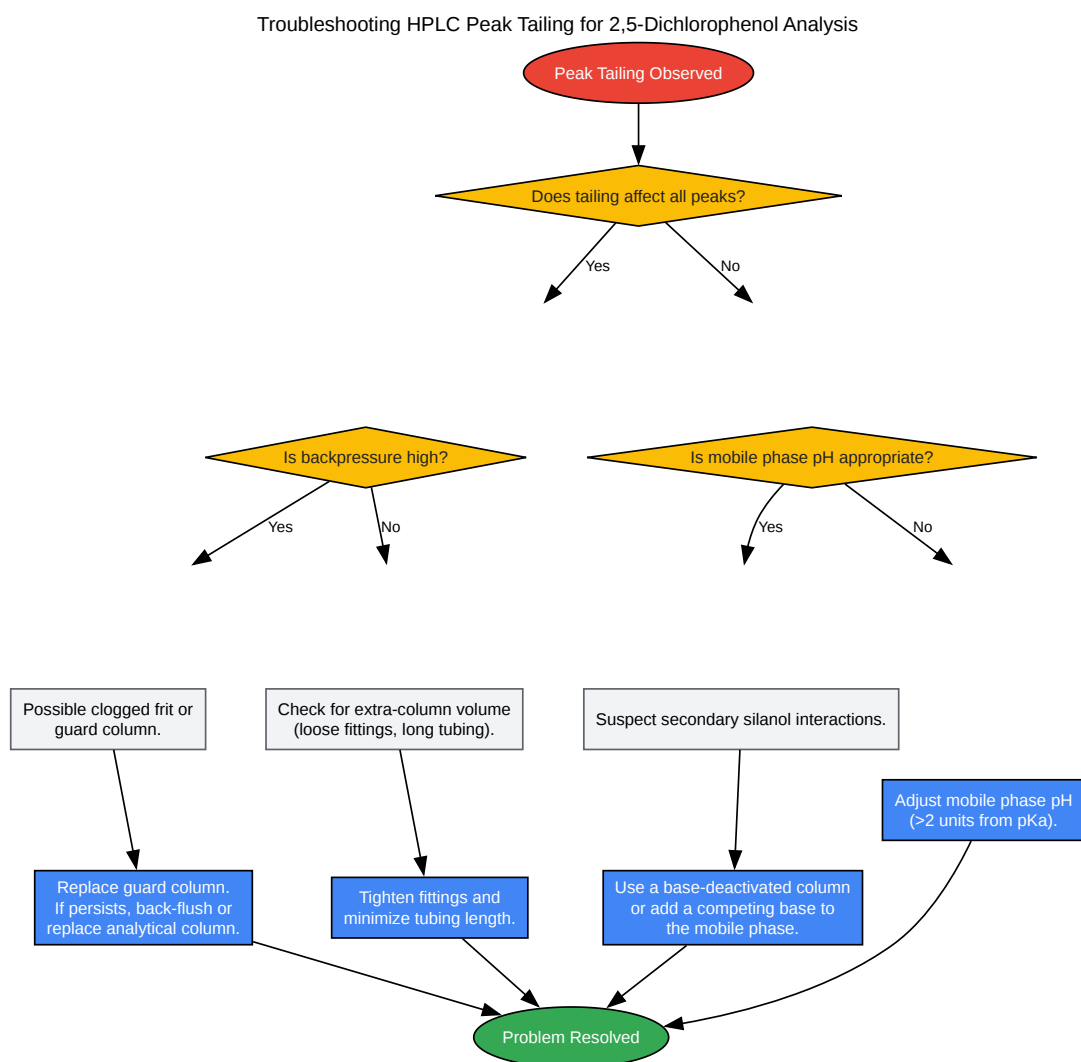 Troubleshooting HPLC Peak Tailing for 2,5-Dichlorophenol Analysis
Peak Tailing Observed
Does tailing affect all peaks?
Yes
No
Is backpressure high?
Is mobile phase pH appropriate?
Yes
No
Yes
No
Possible clogged frit or
guard column.
Check for extra-column volume
(loose fittings, long tubing).
Suspect secondary silanol interactions.
Adjust mobile phase pH
(>2 units from pKa).
Replace guard column.
If persists, back-flush or
replace analytical column.
Tighten fittings and
minimize tubing length.
Use a base-deactivated column
or add a competing base to
the mobile phase.
Problem Resolved